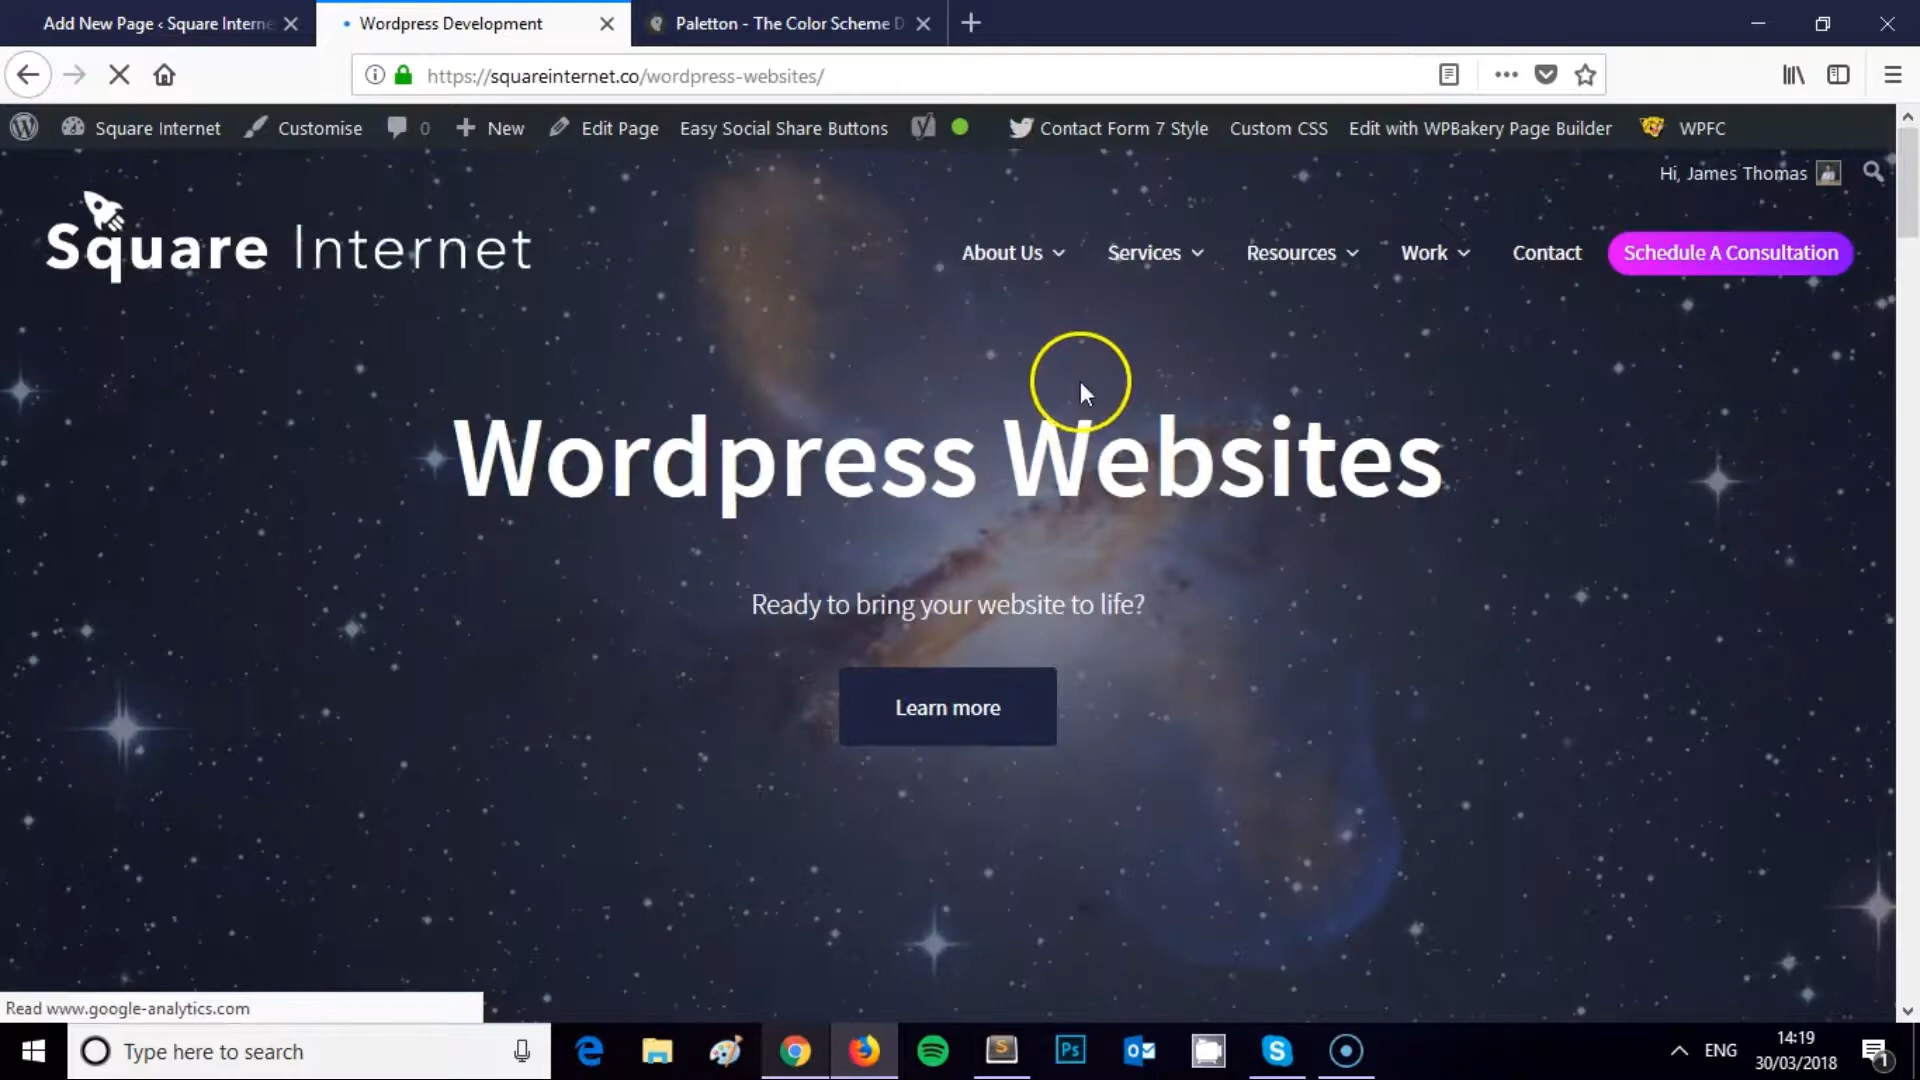 Add New Page ‹ Square Interne
Wordpress Development
Paletton - The Color Scheme D
https://squareinternet.co/wordpress-websites/
Square Internet
Customise
0
New
Edit Page
Easy Social Share Buttons
Contact Form 7 Style
Custom CSS
Edit with WPBakery Page Builder
WPFC
Hi, James Thomas
Square Internet
About Us
Services
Resources
Work
Contact
Schedule A Consultation
Wordpress Websites
Ready to bring your website to life?
Learn more
Read www.google-analytics.com
Type here to search
S
Ps
ENG
14:19
30/03/2018
1